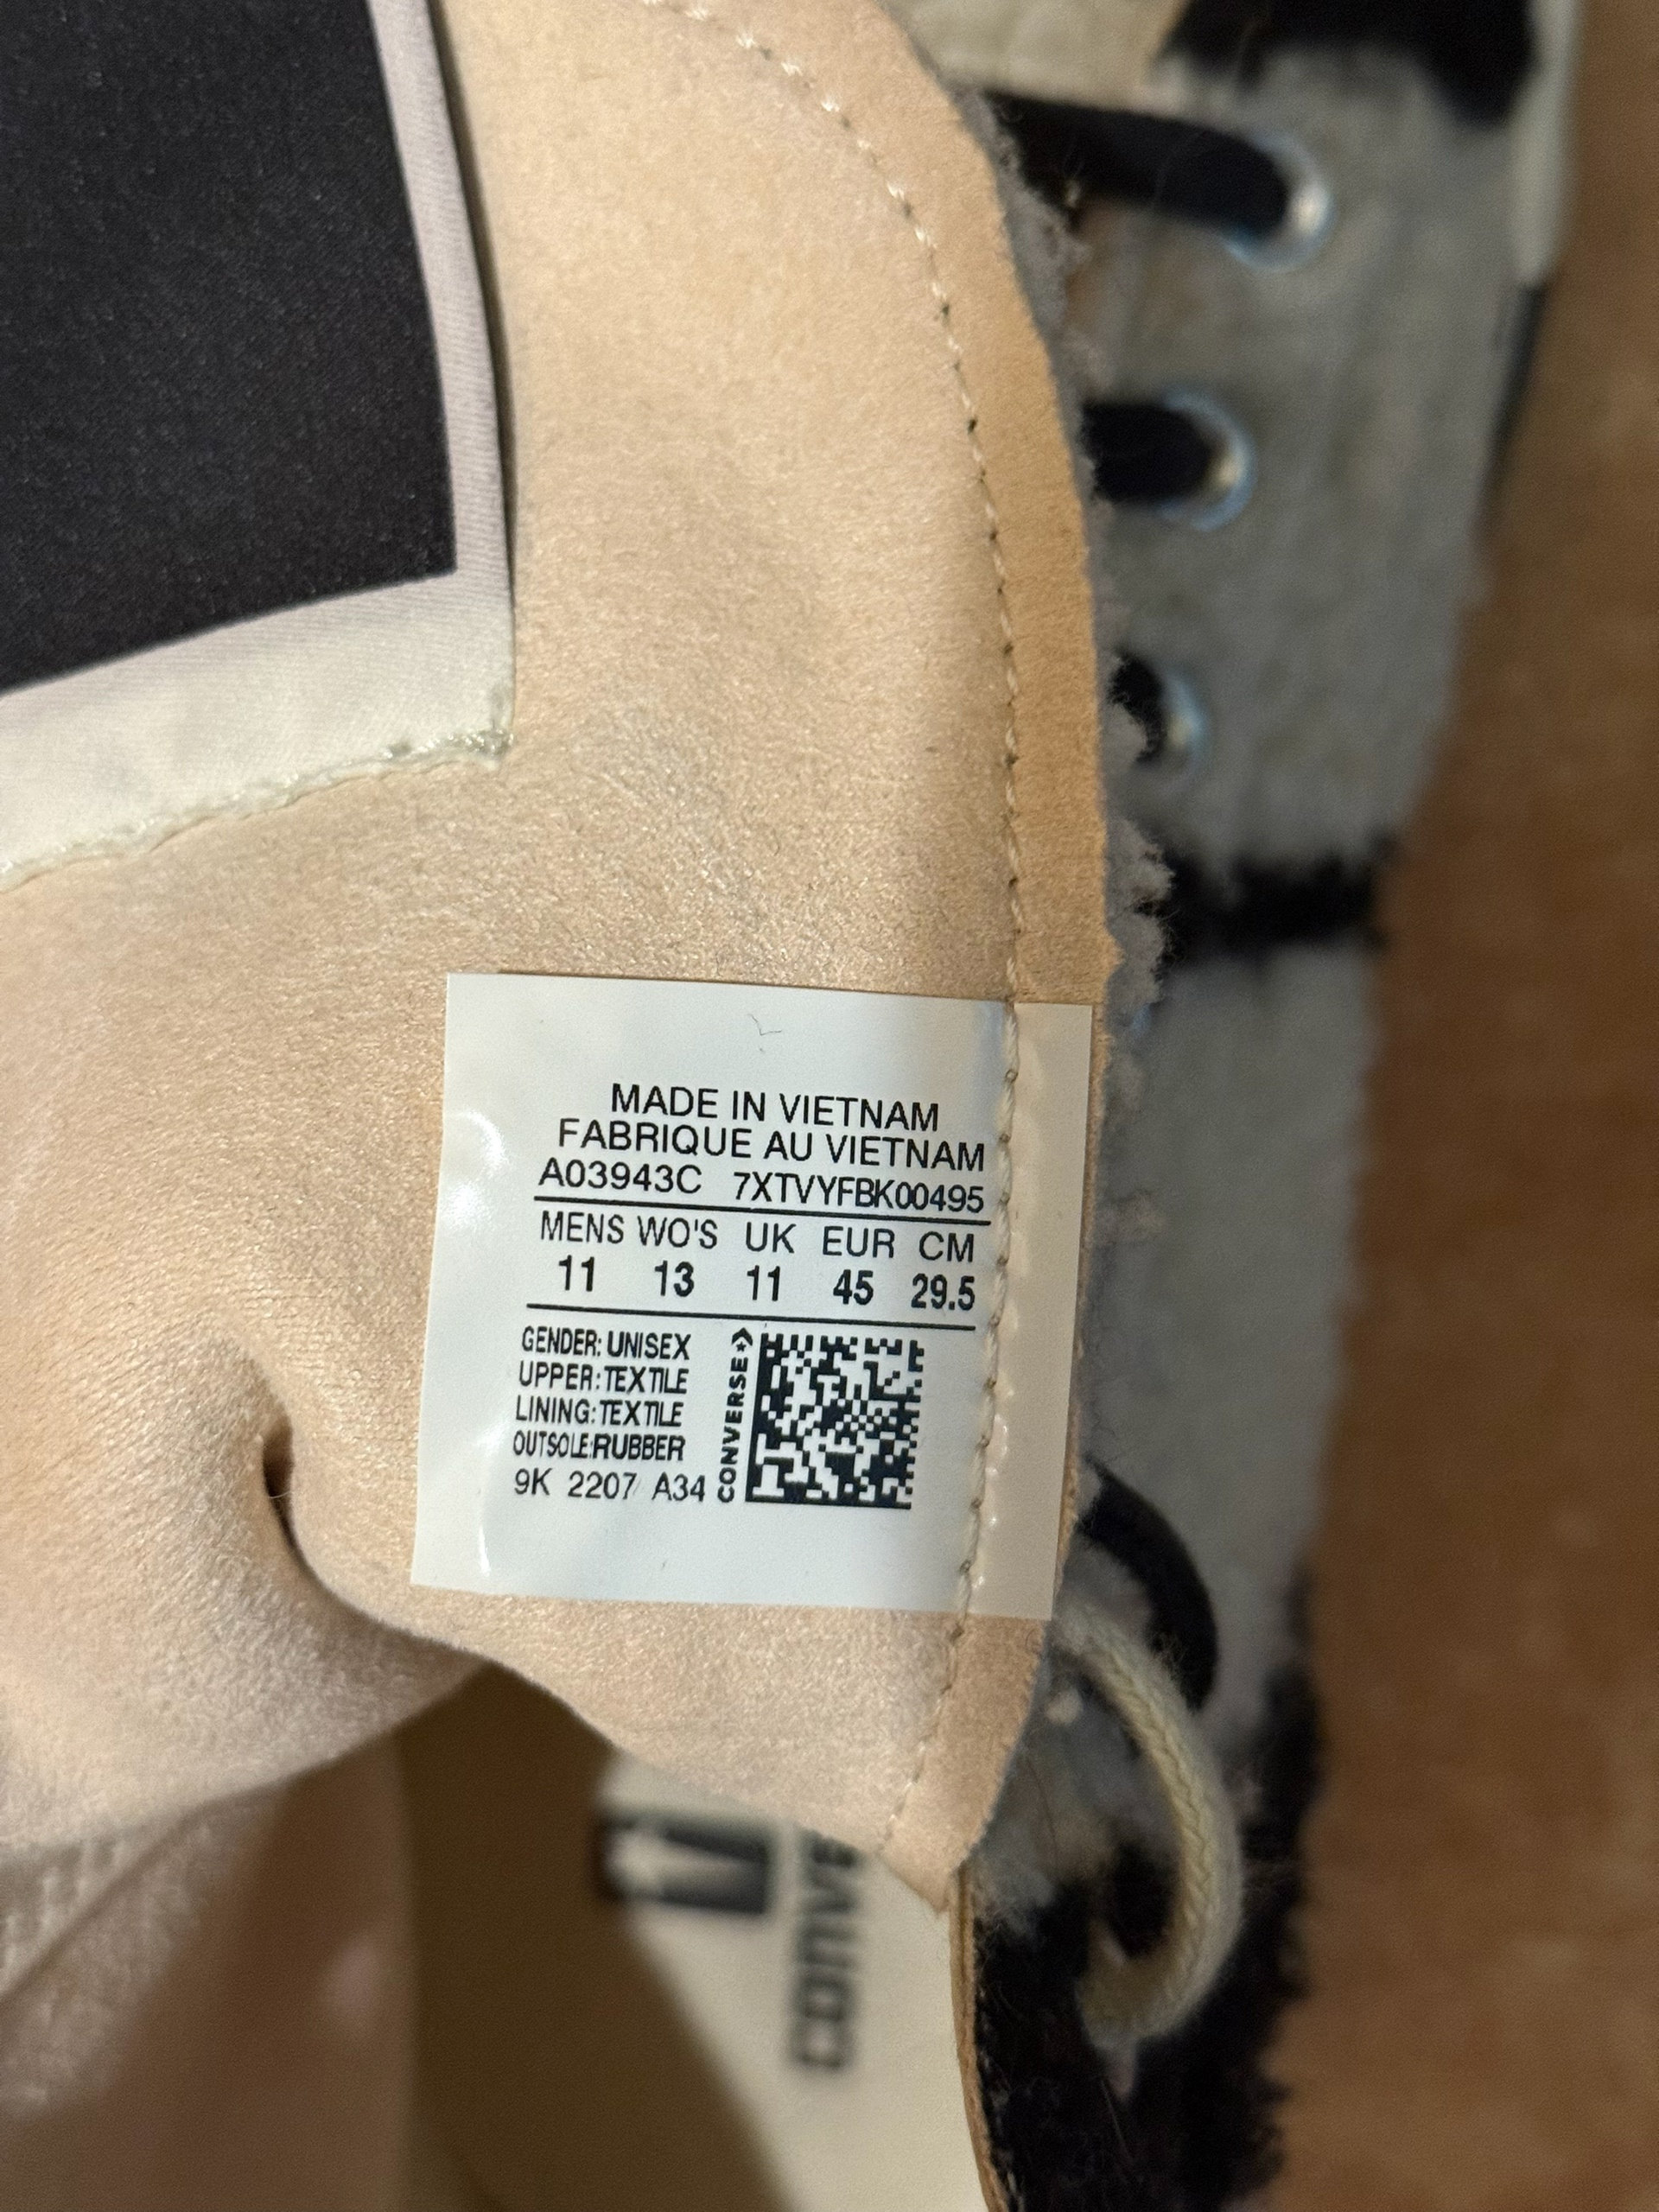 MADE IN VIETNAM
FABRIQUE AU VIETNAM
A03943C 7XTVYFBK00495
MENS WO'S UK EUR CM
11 13 11 45 29.5
GENDER: UNISEX
UPPER: TEXTILE
LINING: TEXTILE
OUTSOLE:RUBBER
9K 2207 A34
CONVERSE